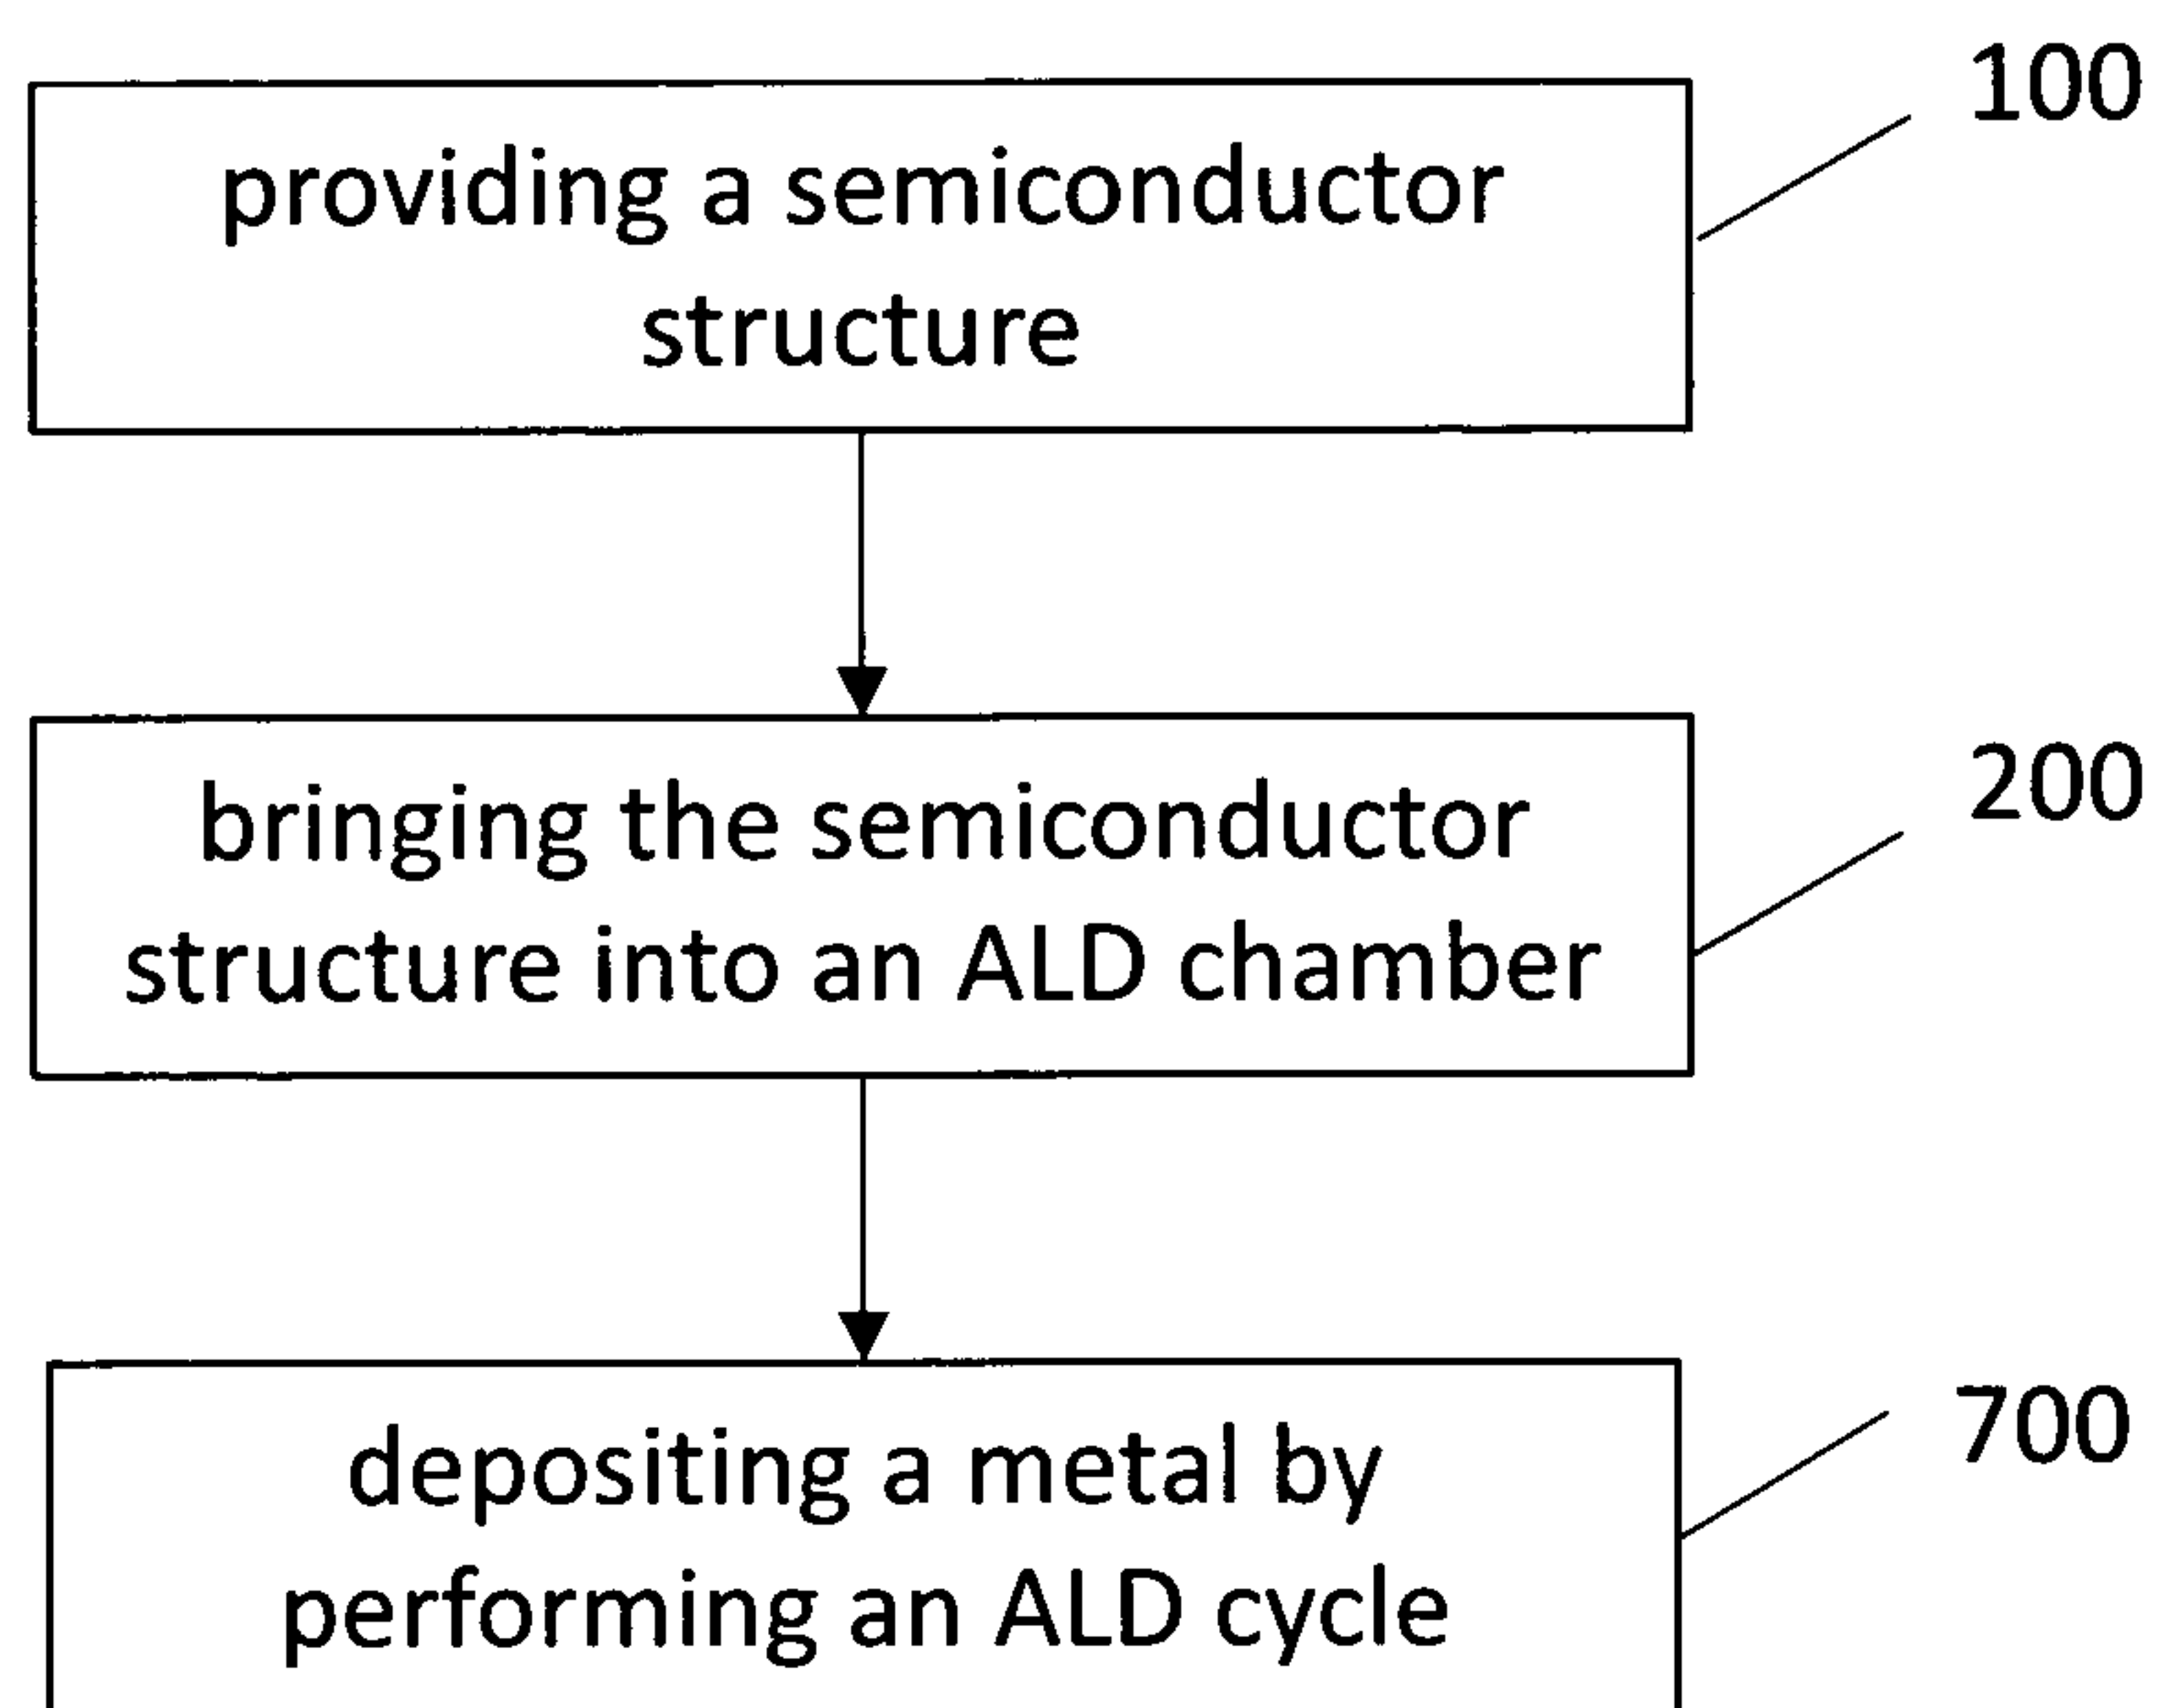 100
providing a semiconductor
structure
200
bringing the semiconductor
structure into an ALD chamber
700
depositing a metal by
performing an ALD cycle